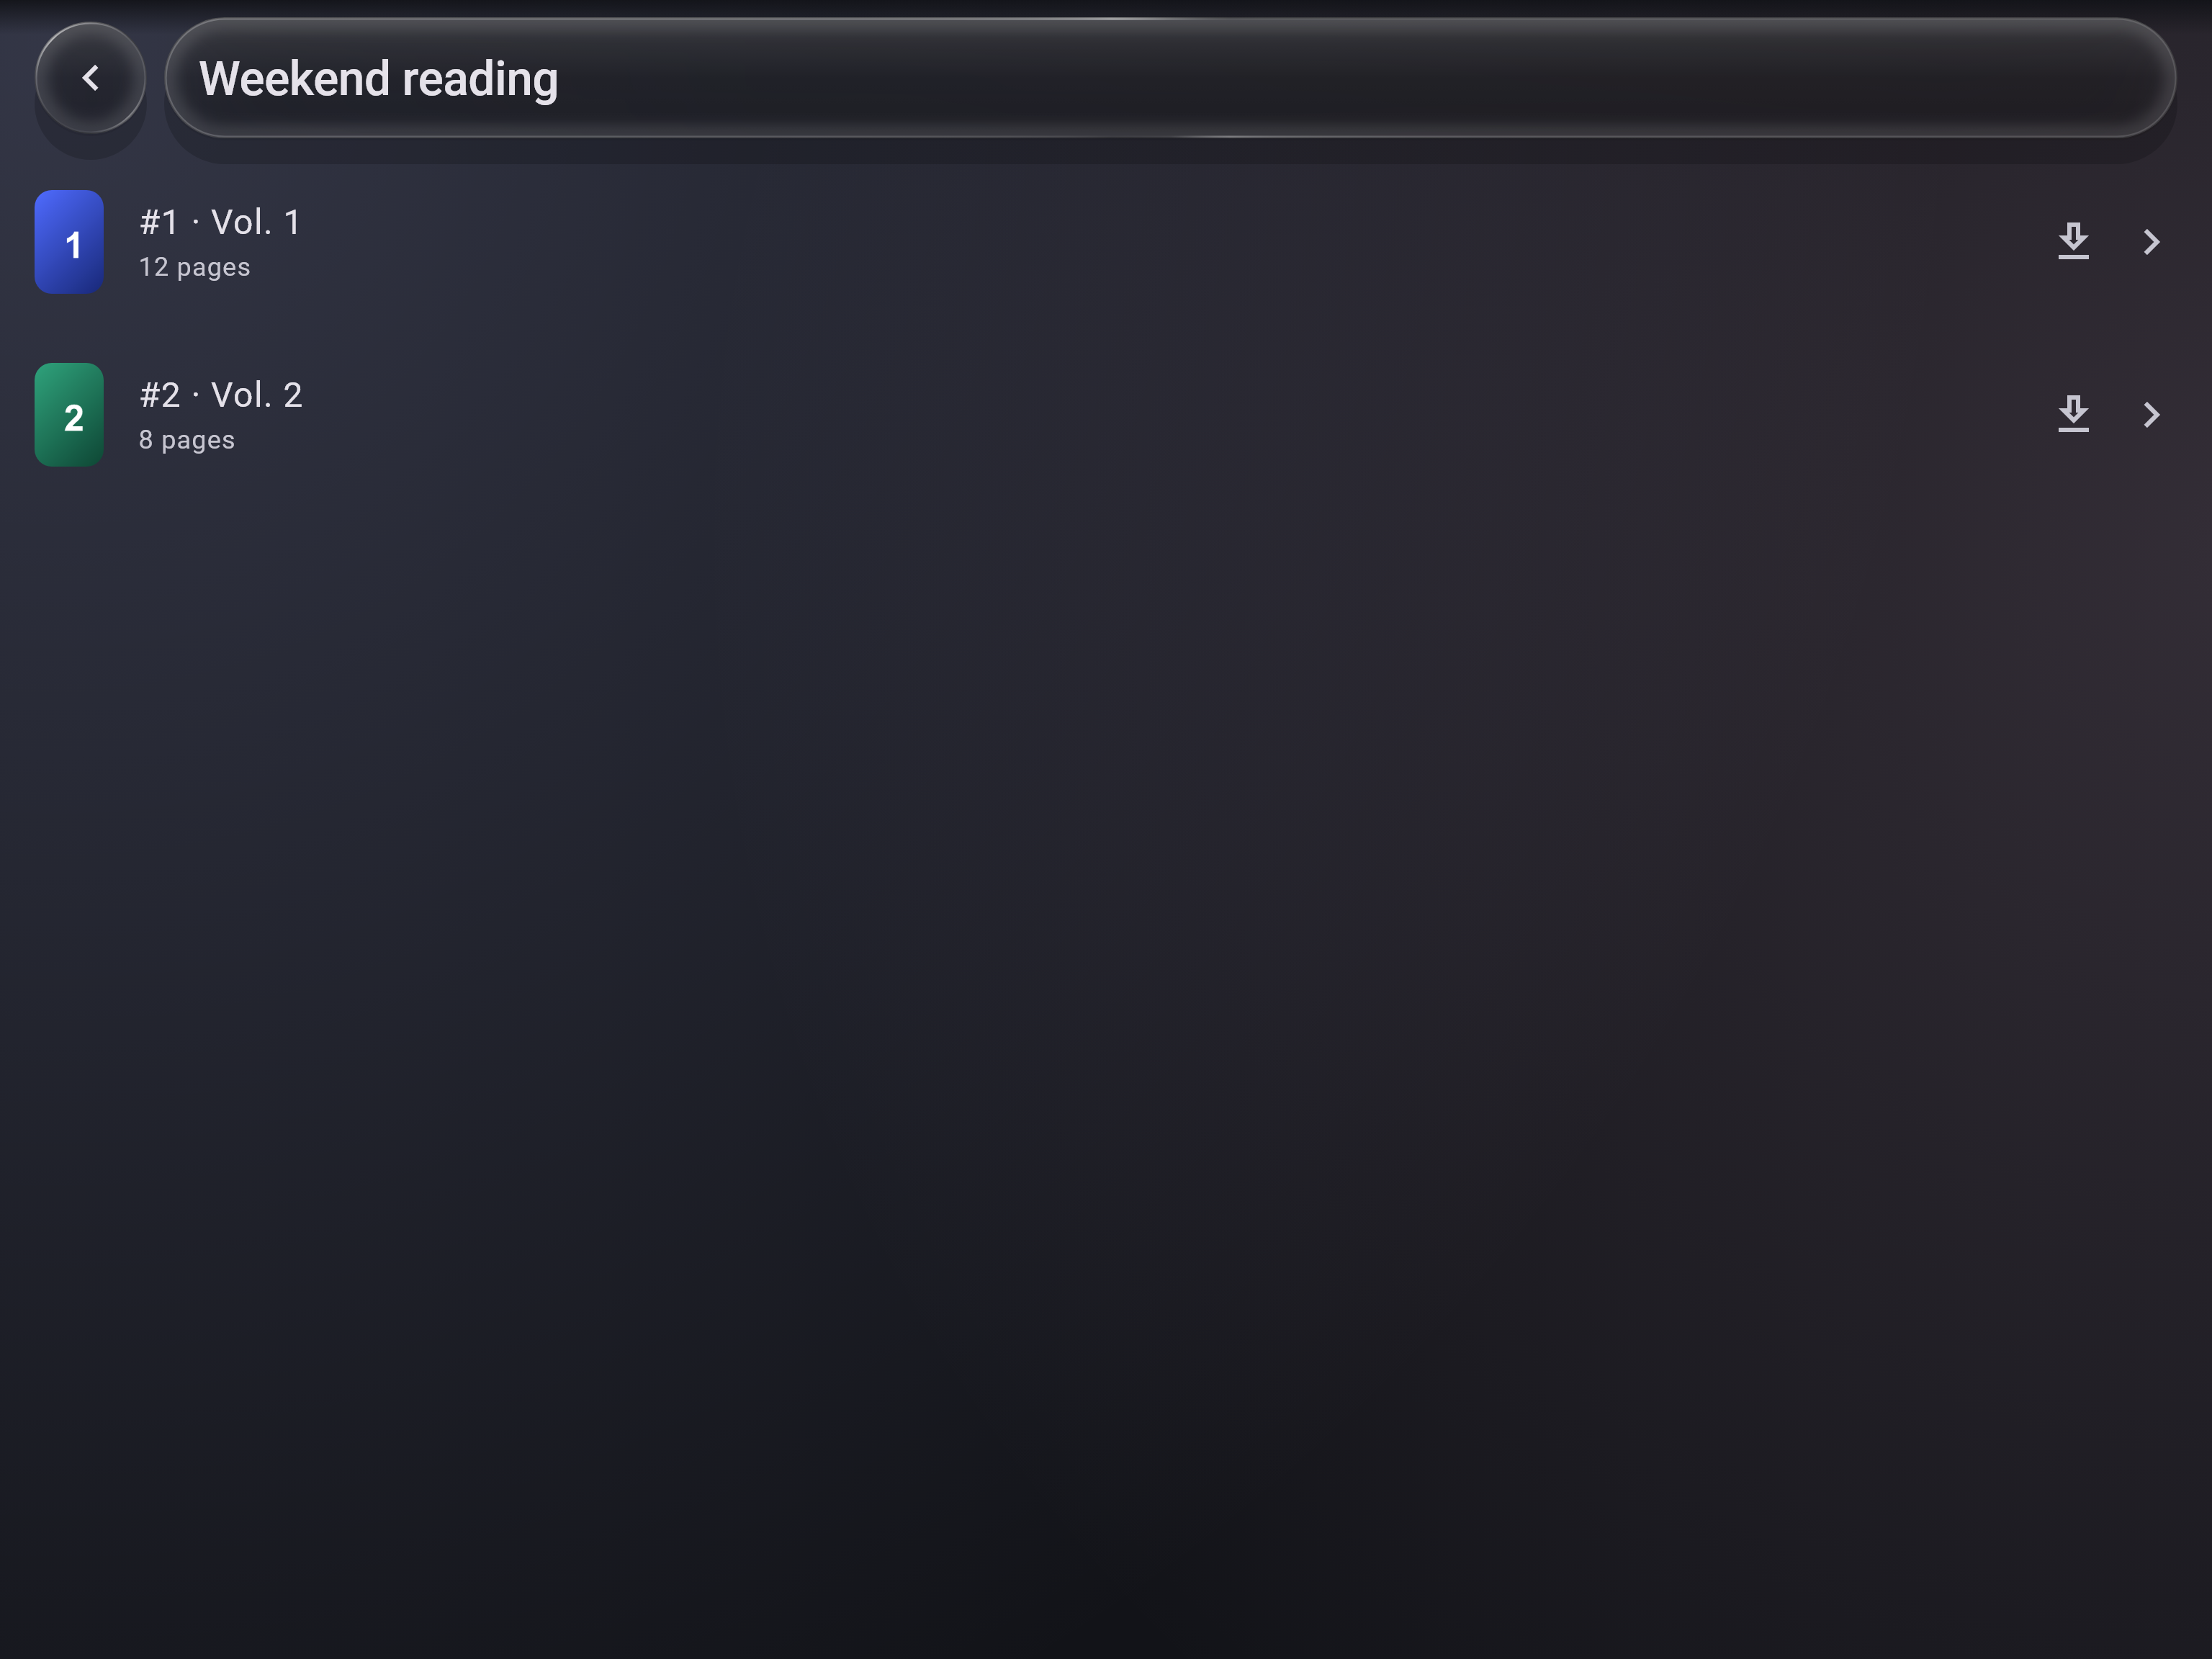 Weekend reading
1
#1 · Vol. 1
12 pages
2
#2 · Vol. 2
8 pages